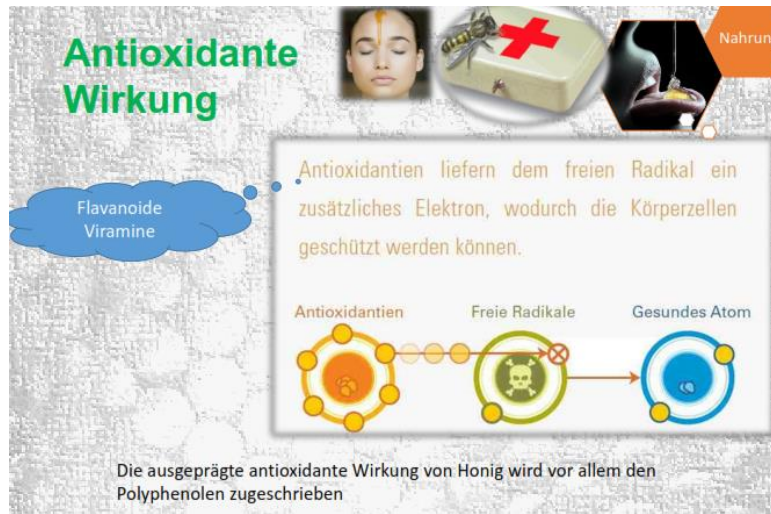 Antioxidante
Wirkung
Nahrun
Flavanoide
Viramine
Antioxidantien liefern dem freien Radikal ein
zusätzliches Elektron, wodurch die Körperzellen
geschützt werden können.
Antioxidantien
Freie Radikale
Gesundes Atom
Die ausgeprägte antioxidante Wirkung von Honig wird vor allem den
Polyphenolen zugeschrieben